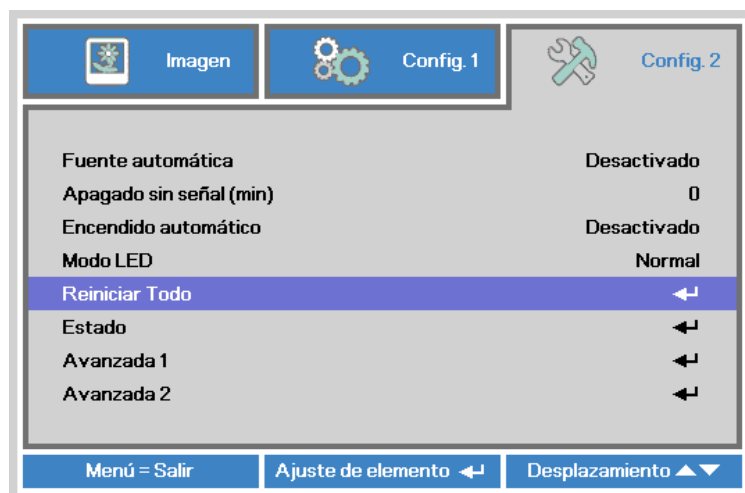 Imagen Config. 1 Config. 2
Fuente automática Desactivado
Apagado sin señal (min) 0
Encendido automático Desactivado
Modo LED Normal
Reiniciar Todo
Estado
Avanzada 1
Avanzada 2
Menú = Salir Ajuste de elemento Desplazamiento